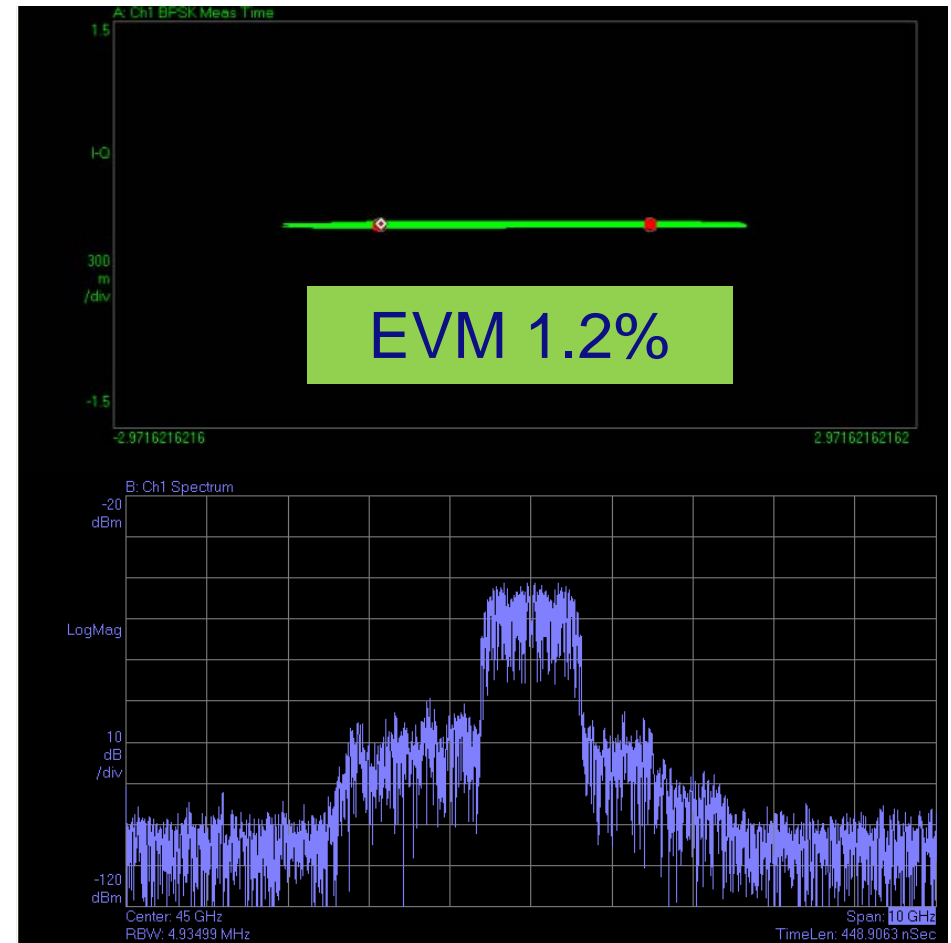 A: Ch1 BPSK Meas Time
1.5
I-Q
300
m
/div
-1.5
-2.9716216216
2.97162162162
EVM 1.2%
B: Ch1 Spectrum
-20
dBm
LogMag
10
dB
/div
-120
dBm
Center: 45 GHz
Span: 10 GHz
RBW: 4.93499 MHz
TimeLen: 448.9063 nSec